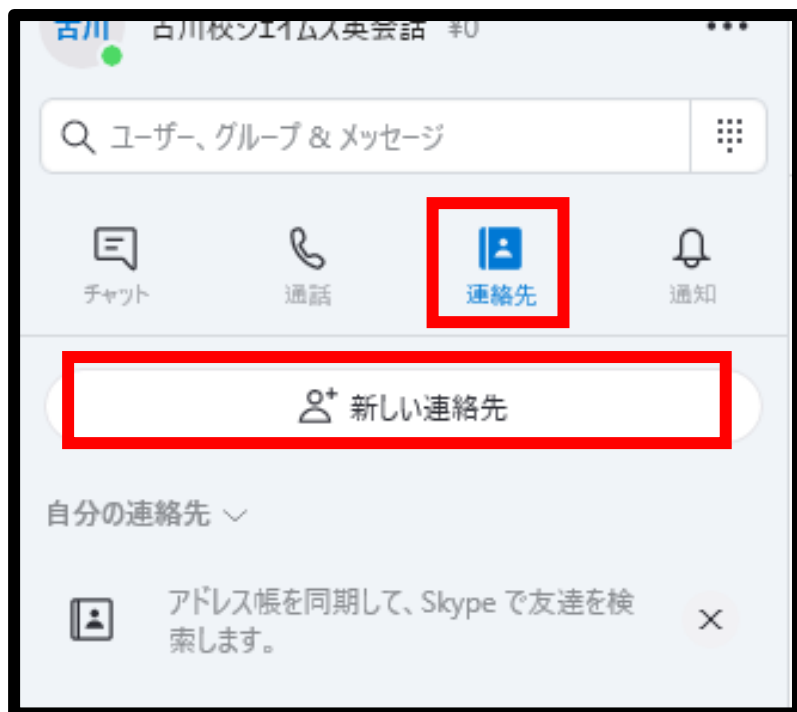 古川 古川校ジェイムズ英会話 ¥0
ユーザー、グループ & メッセージ
チャット 通話 連絡先 通知
新しい連絡先
自分の連絡先
アドレス帳を同期して、Skype で友達を検
索します。